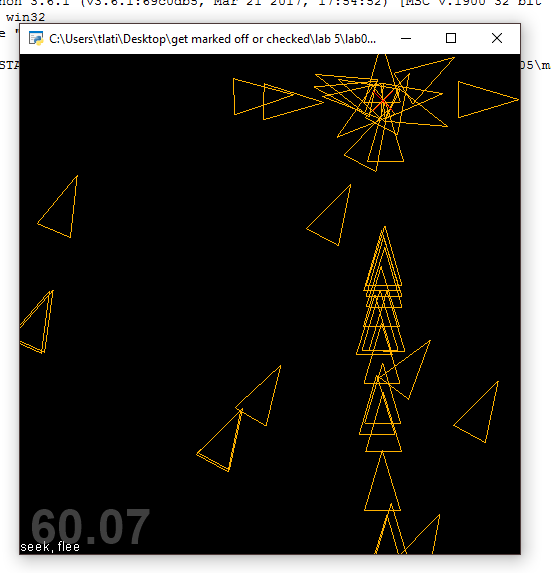 hon 3.6.1 (v3.6.1:69c0db5, Mar 21 2017, 17:54:52) [MSC v.1900 32 bit
win32
e "
C:\Users\tlati\Desktop\get marked off or checked\lab 5\lab0...
STA
05\m
60.07
seek, flee